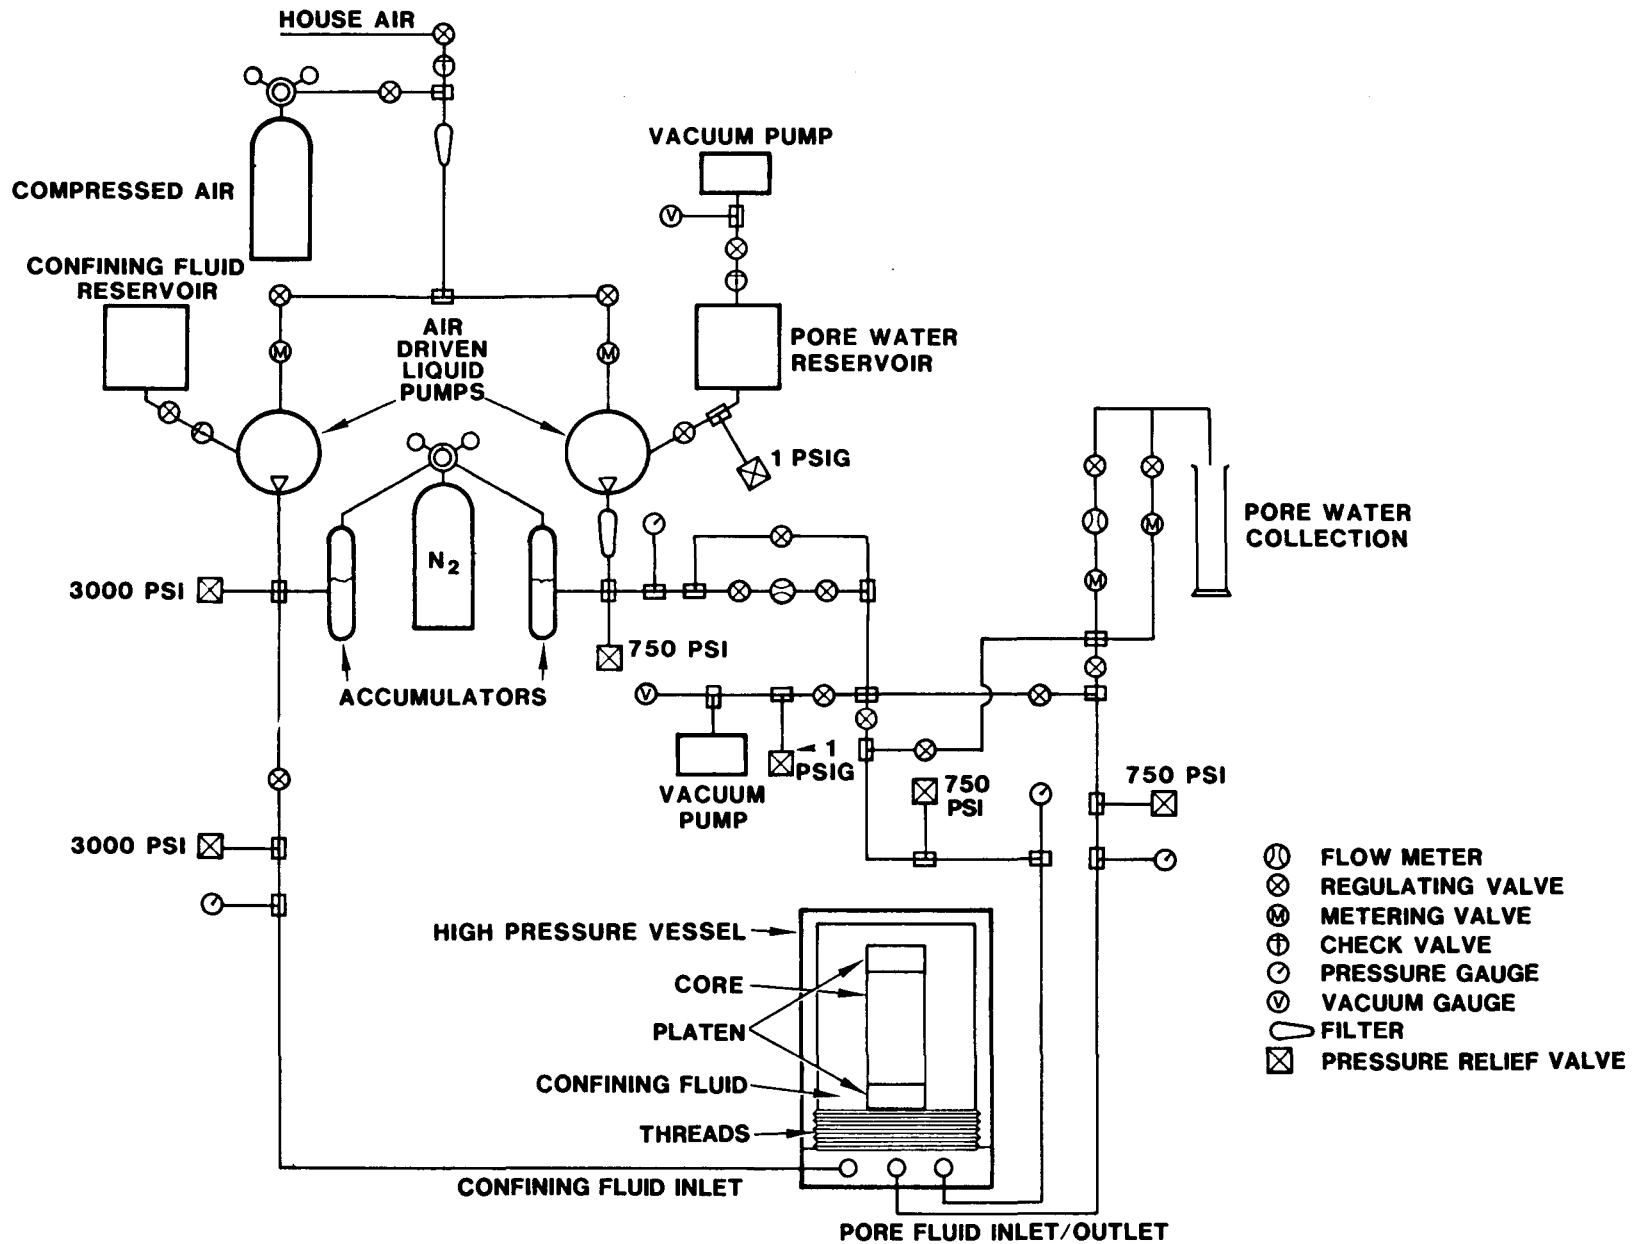 HOUSE AIR
VACUUM PUMP
COMPRESSED AIR
V
CONFINING FLUID
RESERVOIR
AIR
DRIVEN
LIQUID
PUMPS
M
M
PORE WATER
RESERVOIR
1 PSIG
PORE WATER
COLLECTION
M
N2
M
3000 PSI
750 PSI
ACCUMULATORS
V
1
PSIG
VACUUM
PUMP
750
PSI
750 PSI
3000 PSI
FLOW METER
REGULATING VALVE
M METERING VALVE
CHECK VALVE
PRESSURE GAUGE
V VACUUM GAUGE
FILTER
PRESSURE RELIEF VALVE
HIGH PRESSURE VESSEL
CORE
PLATEN
CONFINING FLUID
THREADS
CONFINING FLUID INLET
PORE FLUID INLET/OUTLET